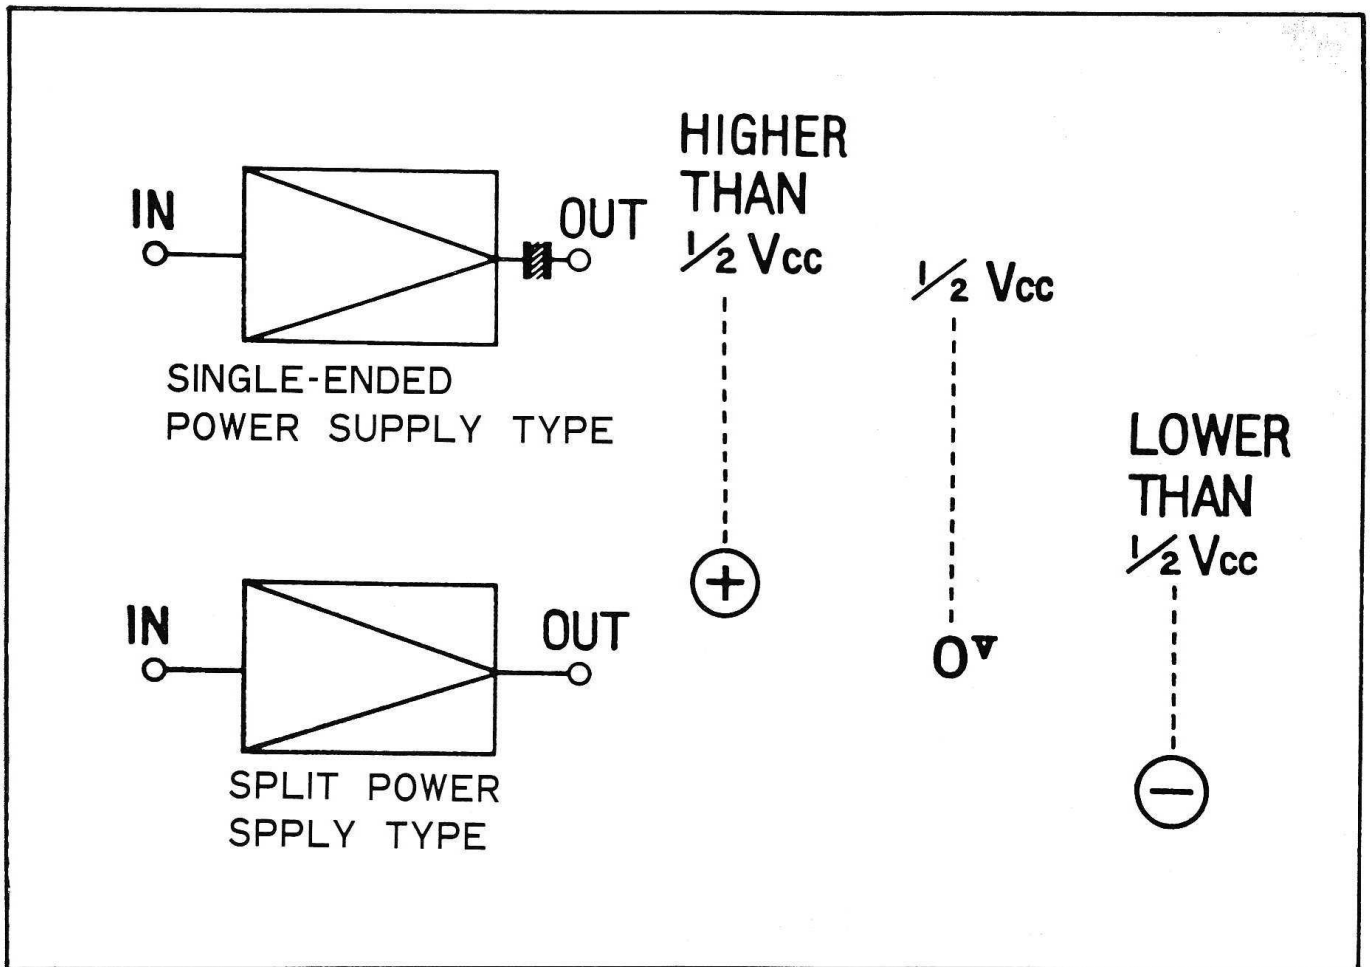 IN
OUT
SINGLE-ENDED
POWER SUPPLY TYPE
HIGHER
THAN
1/2 Vcc
1/2 Vcc
LOWER
THAN
1/2 Vcc
+
0V
−
IN
OUT
SPLIT POWER
SPPLY TYPE